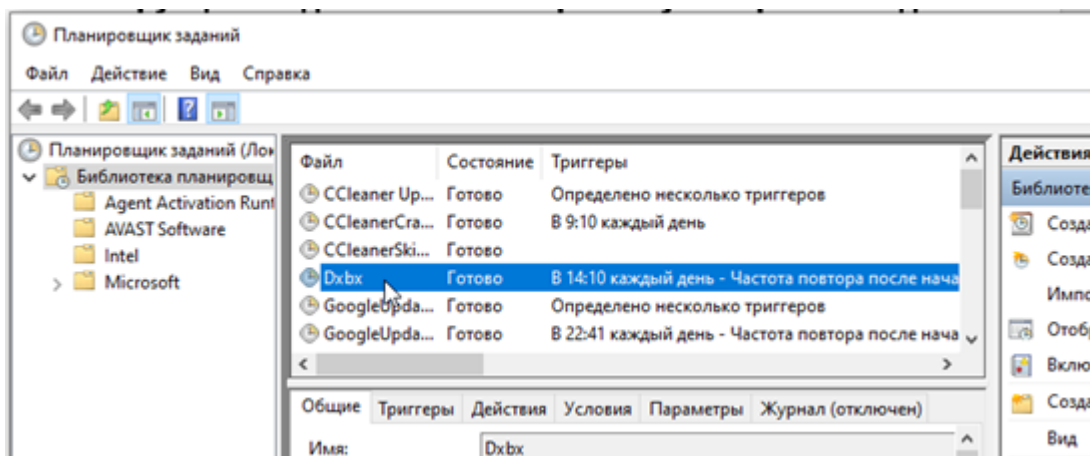 Планировщик заданий
Файл Действие Вид Справка
Планировщик заданий (Лок
Библиотека планировщ
Agent Activation Runt
AVAST Software
Intel
Microsoft
Файл Состояние Триггеры
CCleaner Up... Готово Определено несколько триггеров
CCleanerCra... Готово В 9:10 каждый день
CCleanerSki... Готово
Dxbx Готово В 14:10 каждый день - Частота повтора после нача
GoogleUpda... Готово Определено несколько триггеров
GoogleUpda... Готово В 22:41 каждый день - Частота повтора после нача
Общие Триггеры Действия Условия Параметры Журнал (отключен)
Имя: Dxbx
Действия
Библиоте
Созда
Созда
Импо
Отобр
Вклю
Созда
Вид